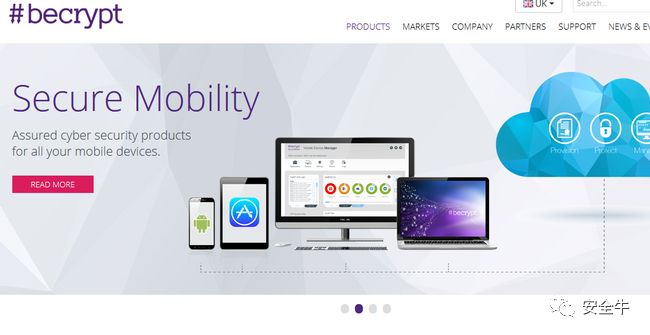 #becrypt
UK
Search...
PRODUCTS MARKETS COMPANY PARTNERS SUPPORT NEWS & EV
Secure Mobility
Assured cyber security products
for all your mobile devices.
READ MORE
Mobile Device Manager
#becrypt
Provision Protect Mana
安全牛